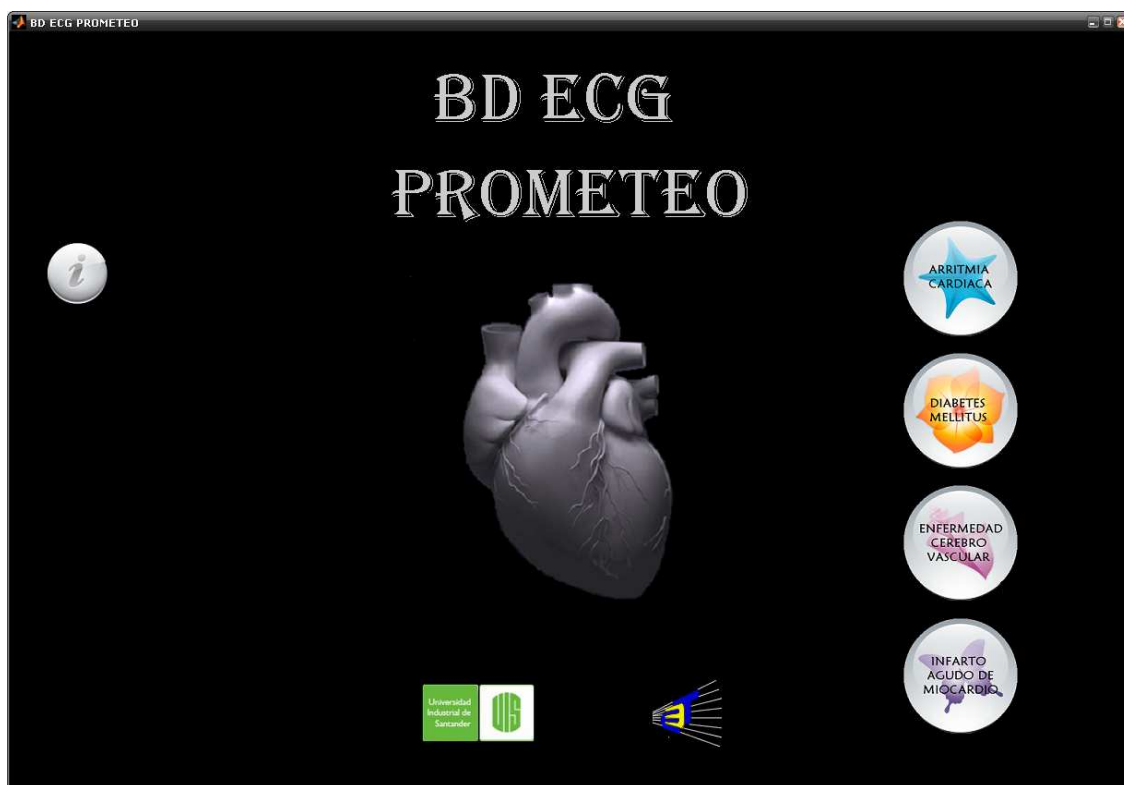 BD ECG PROMETEO
BD ECG
PROMETEO
i
ARRITMIA
CARDIACA
DIABETES
MELLITUS
ENFERMEDAD
CEREBRO
VASCULAR
INFARTO
AGUDO DE
MIOCARDIO
Universidad
Industrial de
Santander
UIS